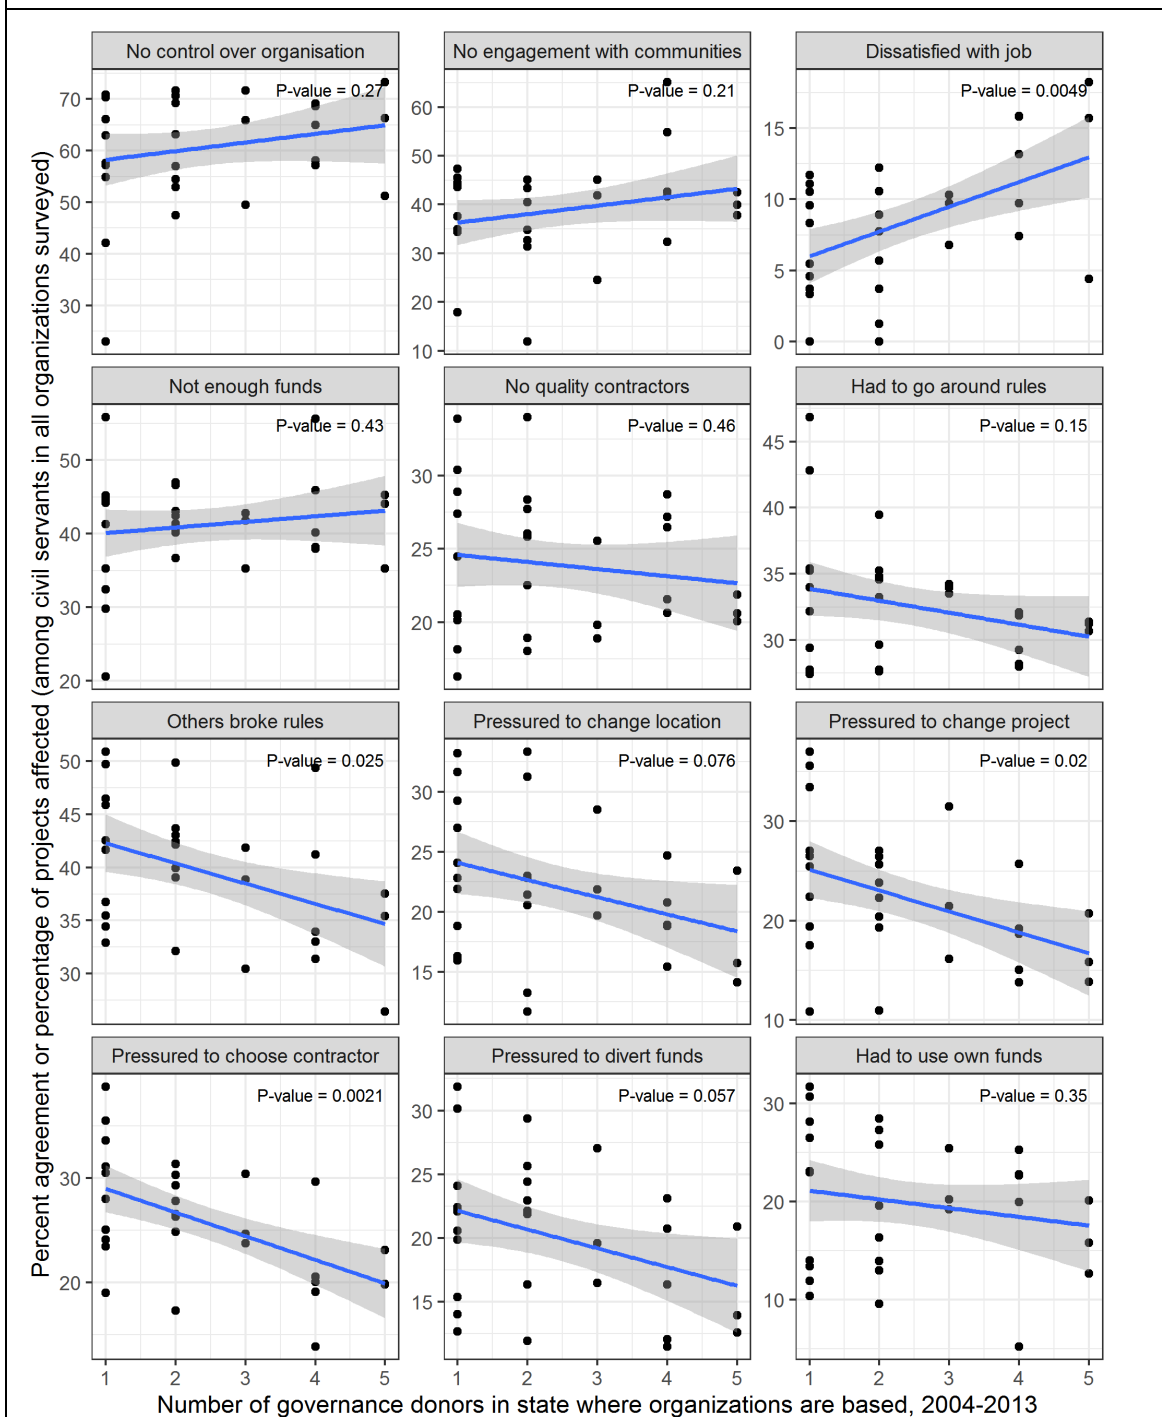 No control over organisation
No engagement with communities
Dissatisfied with job
P-value = 0.27
P-value = 0.21
P-value = 0.0049
70
60
50
40
30
60
50
40
30
20
10
15
10
5
0
Not enough funds
No quality contractors
Had to go around rules
P-value = 0.43
P-value = 0.46
P-value = 0.15
50
40
30
20
30
25
20
45
40
35
30
Others broke rules
Pressured to change location
Pressured to change project
P-value = 0.025
P-value = 0.076
P-value = 0.02
50
45
40
35
30
30
25
20
15
30
20
10
Pressured to choose contractor
Pressured to divert funds
Had to use own funds
P-value = 0.0021
P-value = 0.057
P-value = 0.35
30
20
30
25
20
15
30
20
10
1 2 3 4 5
1 2 3 4 5
1 2 3 4 5
Percent agreement or percentage of projects affected (among civil servants in all organizations surveyed)
Number of governance donors in state where organizations are based, 2004-2013